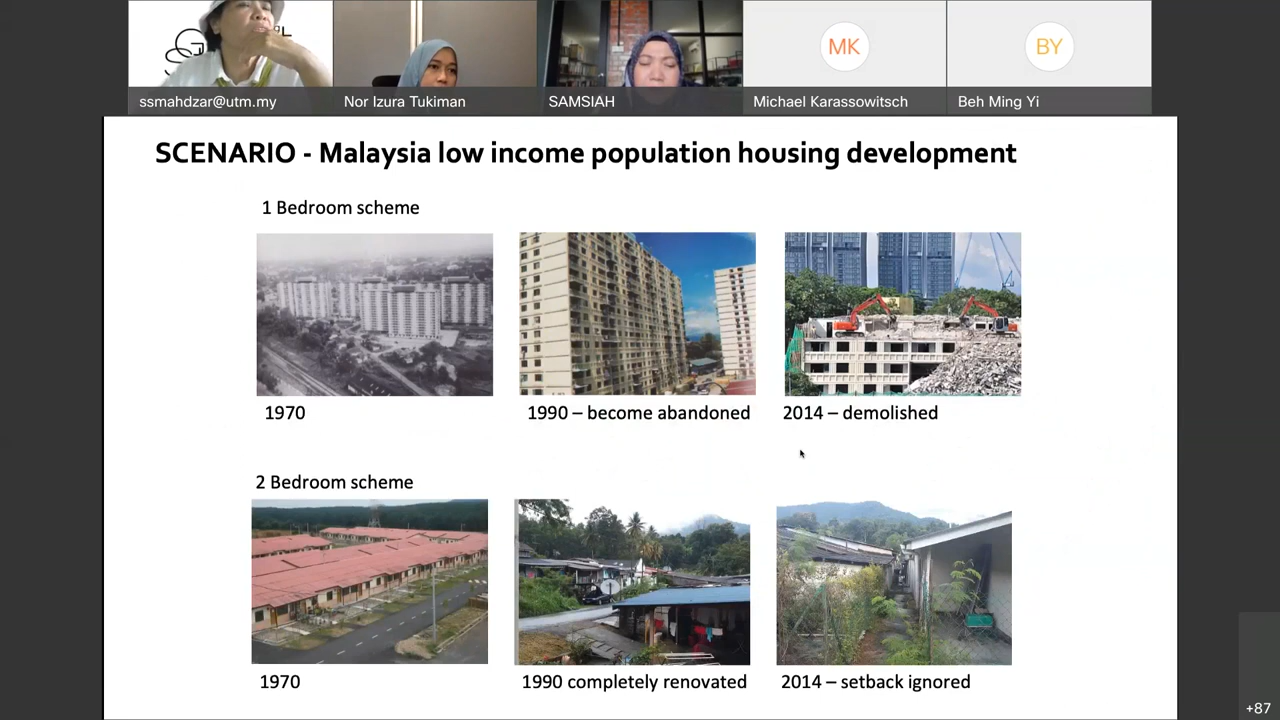 ssmahdzar@utm.my
Nor Izura Tukiman
SAMSIAH
MK
Michael Karassowitsch
BY
Beh Ming Yi
SCENARIO - Malaysia low income population housing development
1 Bedroom scheme
1970
1990 – become abandoned
2014 – demolished
2 Bedroom scheme
1970
1990 completely renovated
2014 – setback ignored
+87